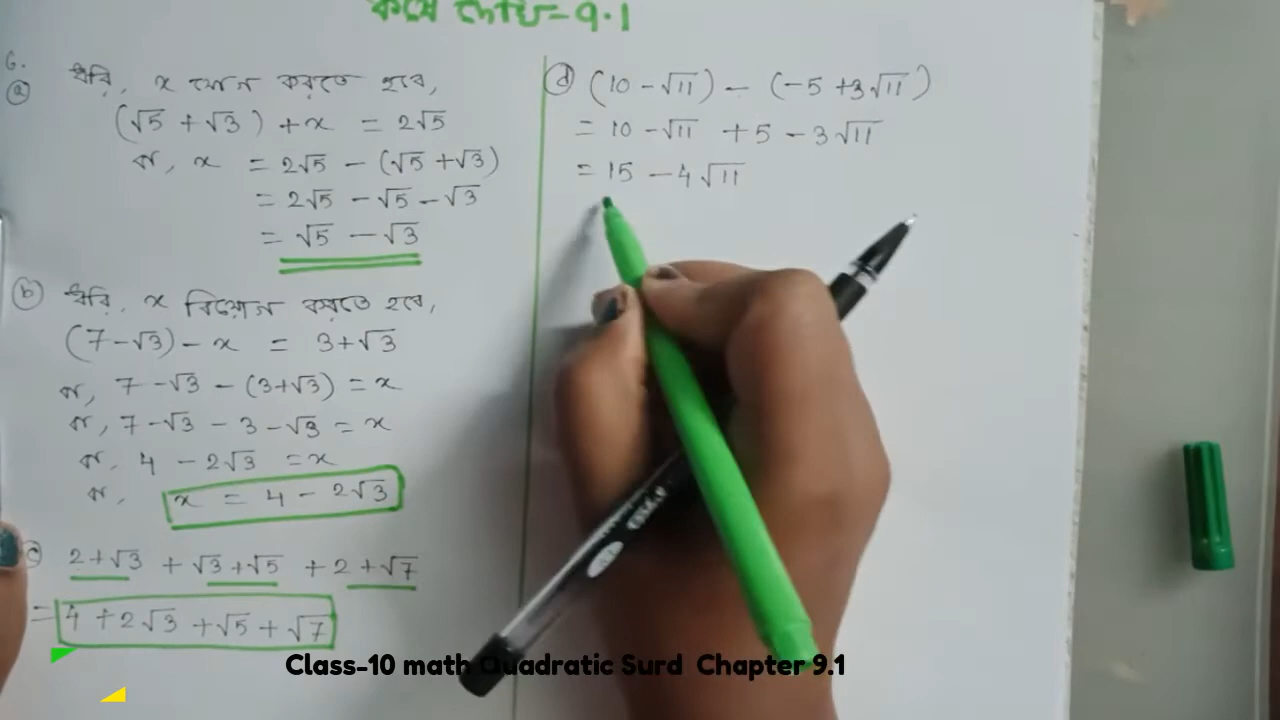 কষে দেখি-9.1
6.
ⓐ ধরি, x যোগ করতে হবে,
(√5 + √3) + x = 2√5
বা, x = 2√5 - (√5 + √3)
= 2√5 - √5 - √3
= √5 - √3
ⓑ ধরি, x বিয়োগ করতে হবে,
(7 - √3) - x = 3 + √3
বা, 7 - √3 - (3 + √3) = x
বা, 7 - √3 - 3 - √3 = x
বা, 4 - 2√3 = x
বা, x = 4 - 2√3
ⓒ 2 + √3 + √3 + √5 + 2 + √7
= 4 + 2√3 + √5 + √7
ⓓ (10 - √11) - (-5 + 3√11)
= 10 - √11 + 5 - 3√11
= 15 - 4√11
Class-10 math Quadratic Surd Chapter 9.1